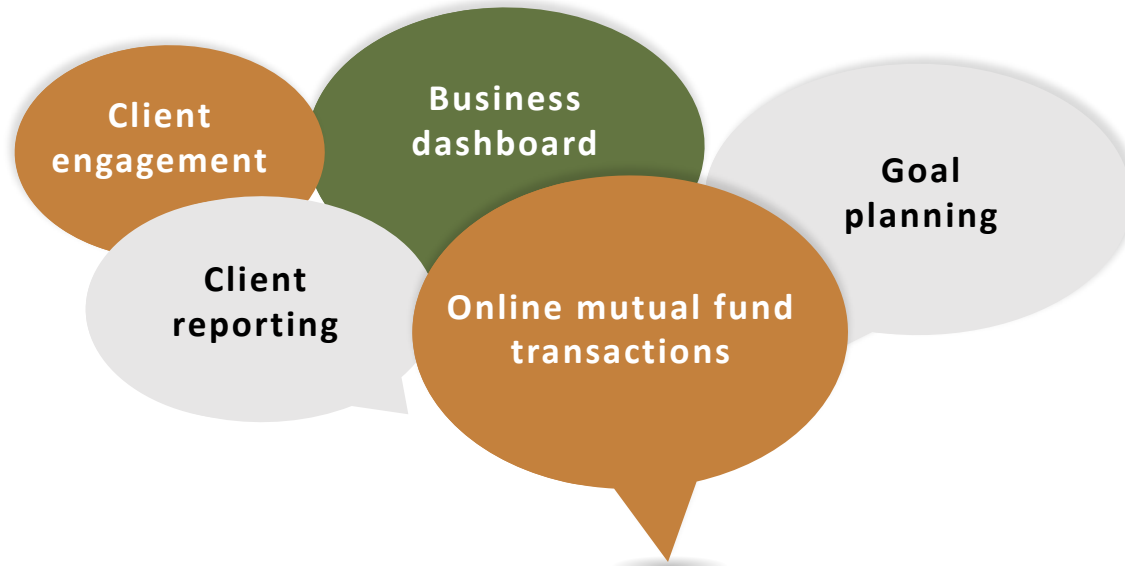 Client
engagement
Business
dashboard
Goal
planning
Client
reporting
Online mutual fund
transactions